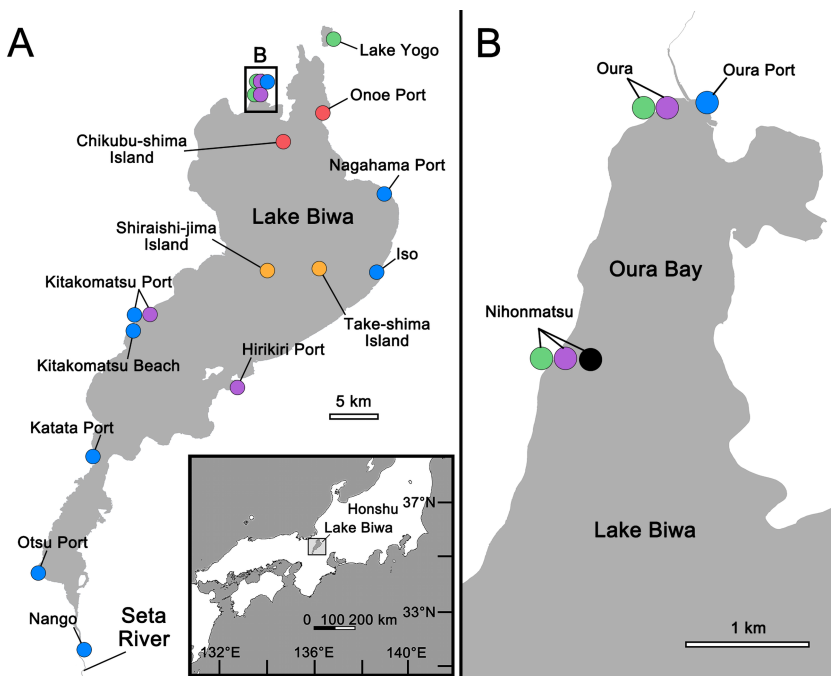 A
B
Lake Yogo
Onoe Port
Chikubu-shima
Island
Nagahama Port
Lake Biwa
Shiraishi-jima
Island
Iso
Kitakomatsu Port
Take-shima
Island
Hirikiri Port
Kitakomatsu Beach
5 km
Katata Port
Otsu Port
Nango
Seta
River
37°N
Honshu
Lake Biwa
33°N
0 100 200 km
132°E
136°E
140°E
B
Oura
Oura Port
Oura Bay
Nihonmatsu
Lake Biwa
1 km